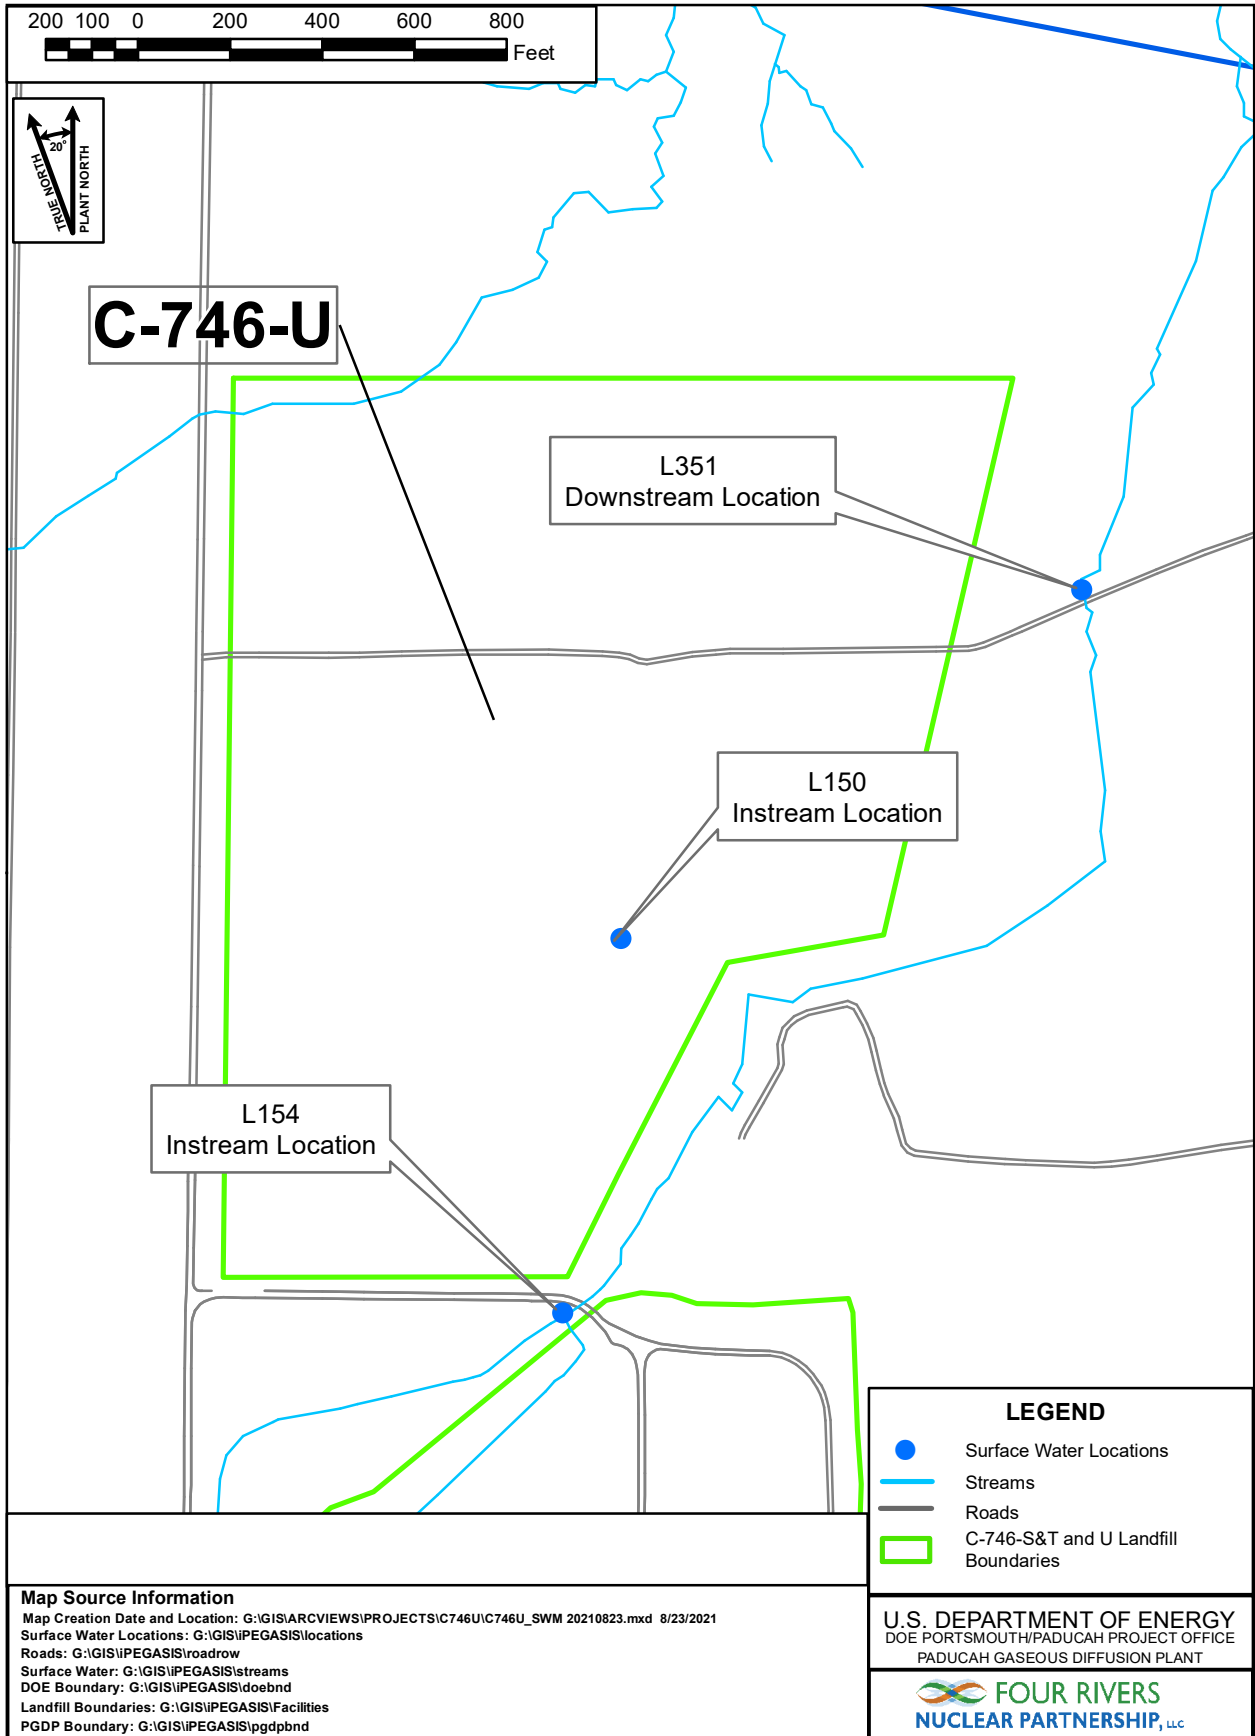 200 100 0 200 400 600 800
Feet
20°
TRUE NORTH
PLANT NORTH
C-746-U
L351
Downstream Location
L150
Instream Location
L154
Instream Location
LEGEND
Surface Water Locations
Streams
Roads
C-746-S&T and U Landfill
Boundaries
Map Source Information
Map Creation Date and Location: G:\GIS\ARCVIEWS\PROJECTS\C746U\C746U_SWM 20210823.mxd 8/23/2021
Surface Water Locations: G:\GIS\iPEGASIS\locations
Roads: G:\GIS\iPEGASIS\roadrow
Surface Water: G:\GIS\iPEGASIS\streams
DOE Boundary: G:\GIS\iPEGASIS\doebnd
Landfill Boundaries: G:\GIS\iPEGASIS\Facilities
PGDP Boundary: G:\GIS\iPEGASIS\pgdpbnd
U.S. DEPARTMENT OF ENERGY
DOE PORTSMOUTH/PADUCAH PROJECT OFFICE
PADUCAH GASEOUS DIFFUSION PLANT
FOUR RIVERS
NUCLEAR PARTNERSHIP, LLC